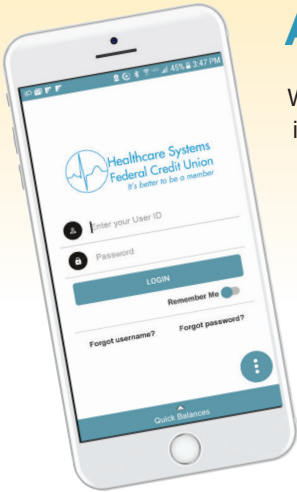 A
W
i
45% 3:47 PM
Healthcare Systems
Federal Credit Union
It's better to be a member
Enter your User ID
Password
LOGIN
Remember Me
Forgot username?
Forgot password?
Quick Balances